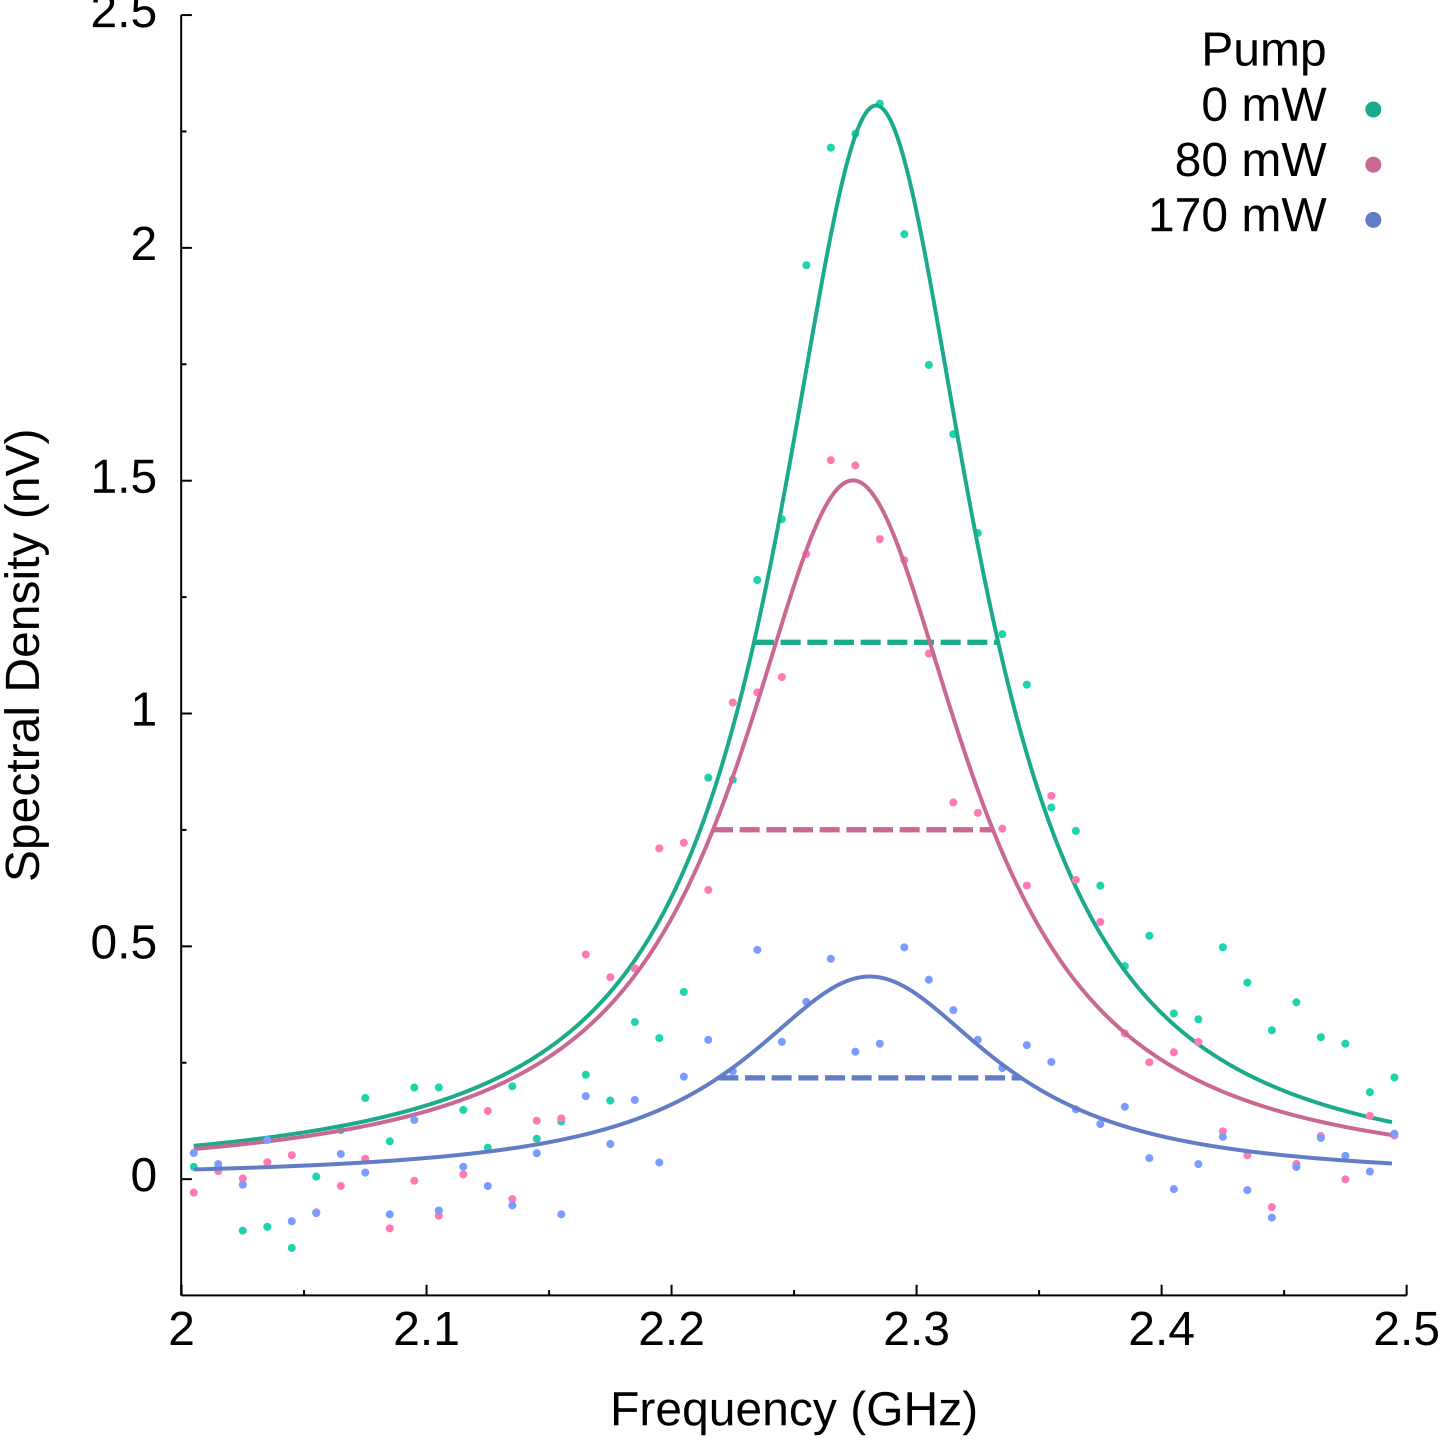 2.5
2
1.5
1
0.5
0
Spectral Density (nV)
Pump
0 mW
80 mW
170 mW
2 2.1 2.2 2.3 2.4 2.5
Frequency (GHz)